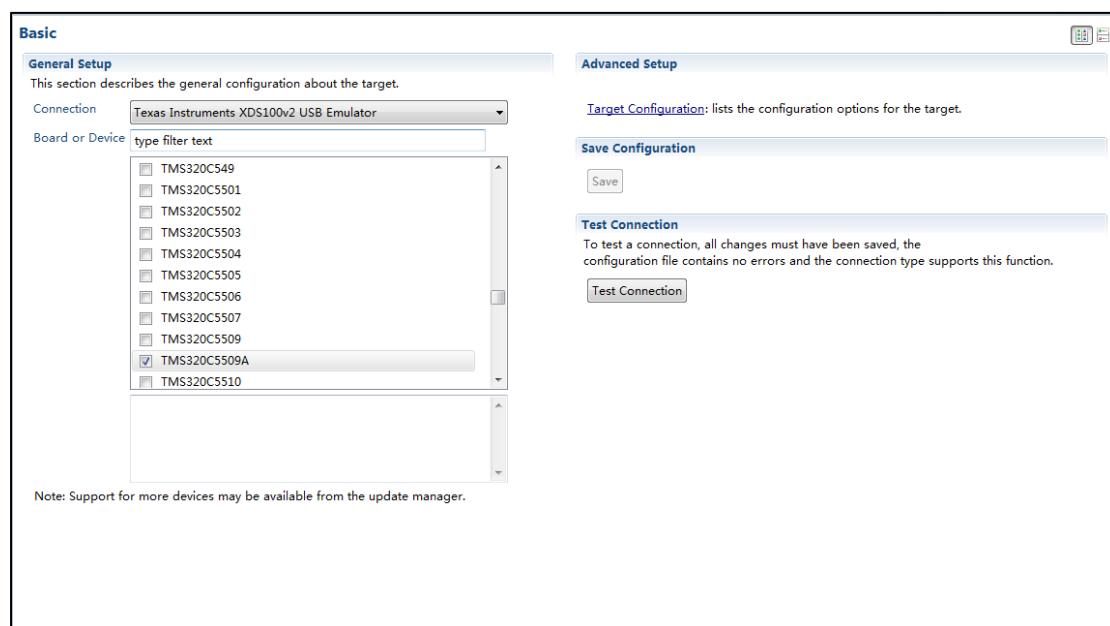 Basic
General Setup
This section describes the general configuration about the target.
Connection
Texas Instruments XDS100v2 USB Emulator
Board or Device
type filter text
TMS320C549
TMS320C5501
TMS320C5502
TMS320C5503
TMS320C5504
TMS320C5505
TMS320C5506
TMS320C5507
TMS320C5509
TMS320C5509A
TMS320C5510
Note: Support for more devices may be available from the update manager.
Advanced Setup
Target Configuration: lists the configuration options for the target.
Save Configuration
Save
Test Connection
To test a connection, all changes must have been saved, the
configuration file contains no errors and the connection type supports this function.
Test Connection